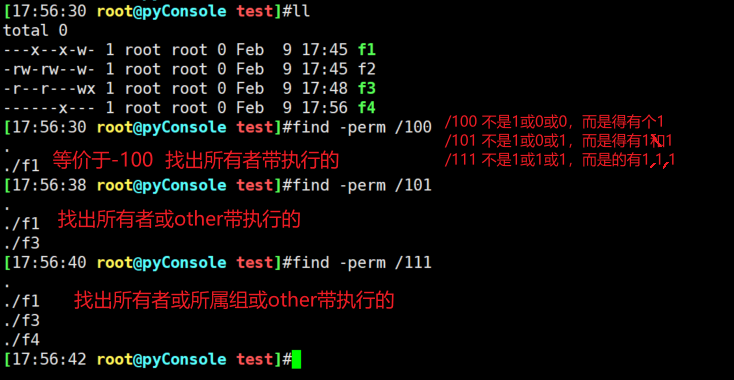 [17:56:30 root@pyConsole test]#ll
total 0
---x--x-w- 1 root root 0 Feb  9 17:45 f1
-rw-rw--w- 1 root root 0 Feb  9 17:45 f2
-r--r---wx 1 root root 0 Feb  9 17:48 f3
------x--- 1 root root 0 Feb  9 17:56 f4
[17:56:30 root@pyConsole test]#find -perm /100
/100 不是1或0或0，而是得有个1
.
/101 不是1或0或1，而是得有1和1
./f1 等价于-100 找出所有者带执行的
/111 不是1或1或1，而是的有1,1,1
[17:56:38 root@pyConsole test]#find -perm /101
.
./f1 找出所有者或other带执行的
./f3
[17:56:40 root@pyConsole test]#find -perm /111
.
./f1 找出所有者或所属组或other带执行的
./f3
./f4
[17:56:42 root@pyConsole test]#